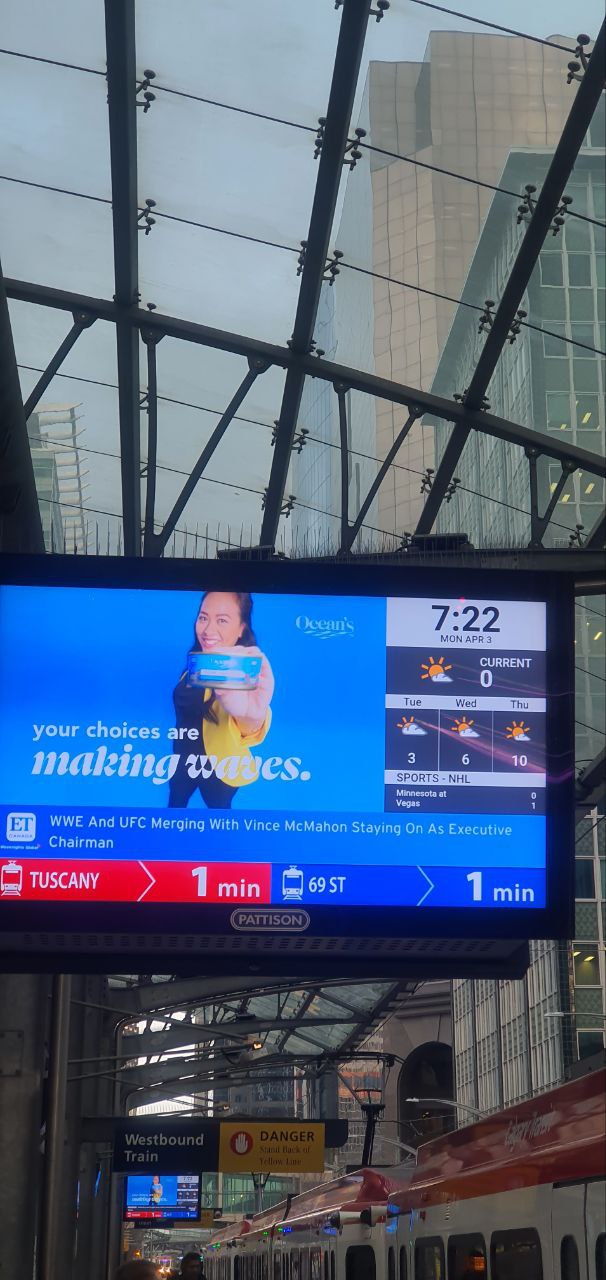 Ocean's
your choices are
making waves.
7:22
MON APR 3
CURRENT
0
Tue
Wed
Thu
3
6
10
SPORTS - NHL
Minnesota at 0
Vegas 1
ET
CANADA
WWE And UFC Merging With Vince McMahon Staying On As Executive
Chairman
TUSCANY
1 min
69 ST
1 min
PATTISON
Westbound
Train
DANGER
Stand Back of
Yellow Line
Calgary Transit